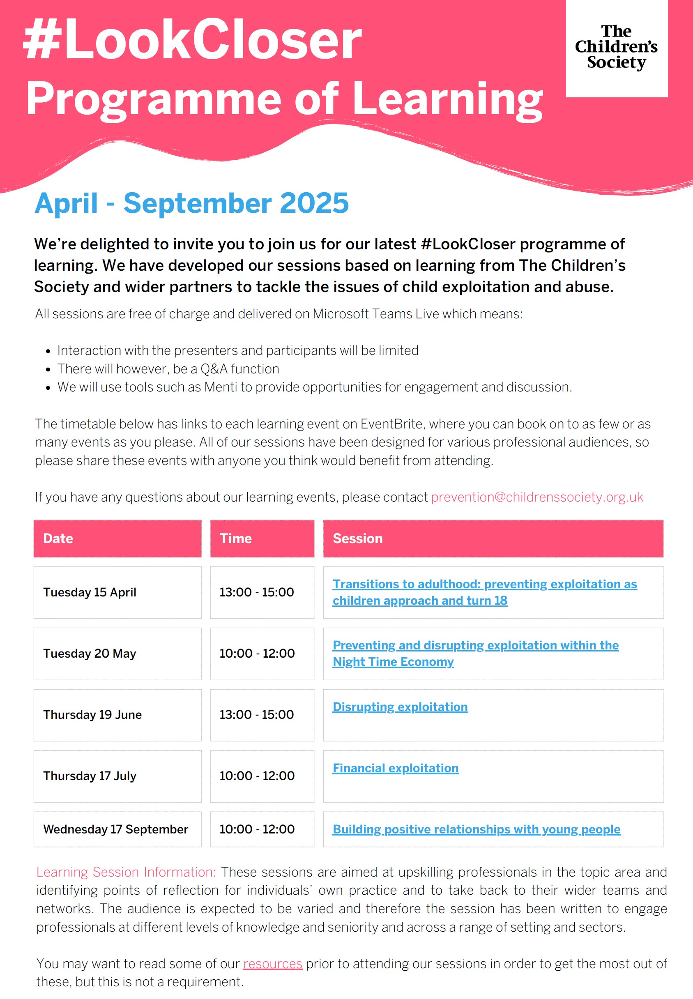 #LookCloser
Programme of Learning
The
Children's
Society
April - September 2025
We're delighted to invite you to join us for our latest #LookCloser programme of
learning. We have developed our sessions based on learning from The Children's
Society and wider partners to tackle the issues of child exploitation and abuse.
All sessions are free of charge and delivered on Microsoft Teams Live which means:
• Interaction with the presenters and participants will be limited
• There will however, be a Q&A function
• We will use tools such as Menti to provide opportunities for engagement and discussion.
The timetable below has links to each learning event on EventBrite, where you can book on to as few or as
many events as you please. All of our sessions have been designed for various professional audiences, so
please share these events with anyone you think would benefit from attending.
If you have any questions about our learning events, please contact prevention@childrenssociety.org.uk
Date Time Session
Tuesday 15 April 13:00 - 15:00 Transitions to adulthood: preventing exploitation as
children approach and turn 18
Tuesday 20 May 10:00 - 12:00 Preventing and disrupting exploitation within the
Night Time Economy
Thursday 19 June 13:00 - 15:00 Disrupting exploitation
Thursday 17 July 10:00 - 12:00 Financial exploitation
Wednesday 17 September 10:00 - 12:00 Building positive relationships with young people
Learning Session Information: These sessions are aimed at upskilling professionals in the topic area and
identifying points of reflection for individuals' own practice and to take back to their wider teams and
networks. The audience is expected to be varied and therefore the session has been written to engage
professionals at different levels of knowledge and seniority and across a range of setting and sectors.
You may want to read some of our resources prior to attending our sessions in order to get the most out of
these, but this is not a requirement.